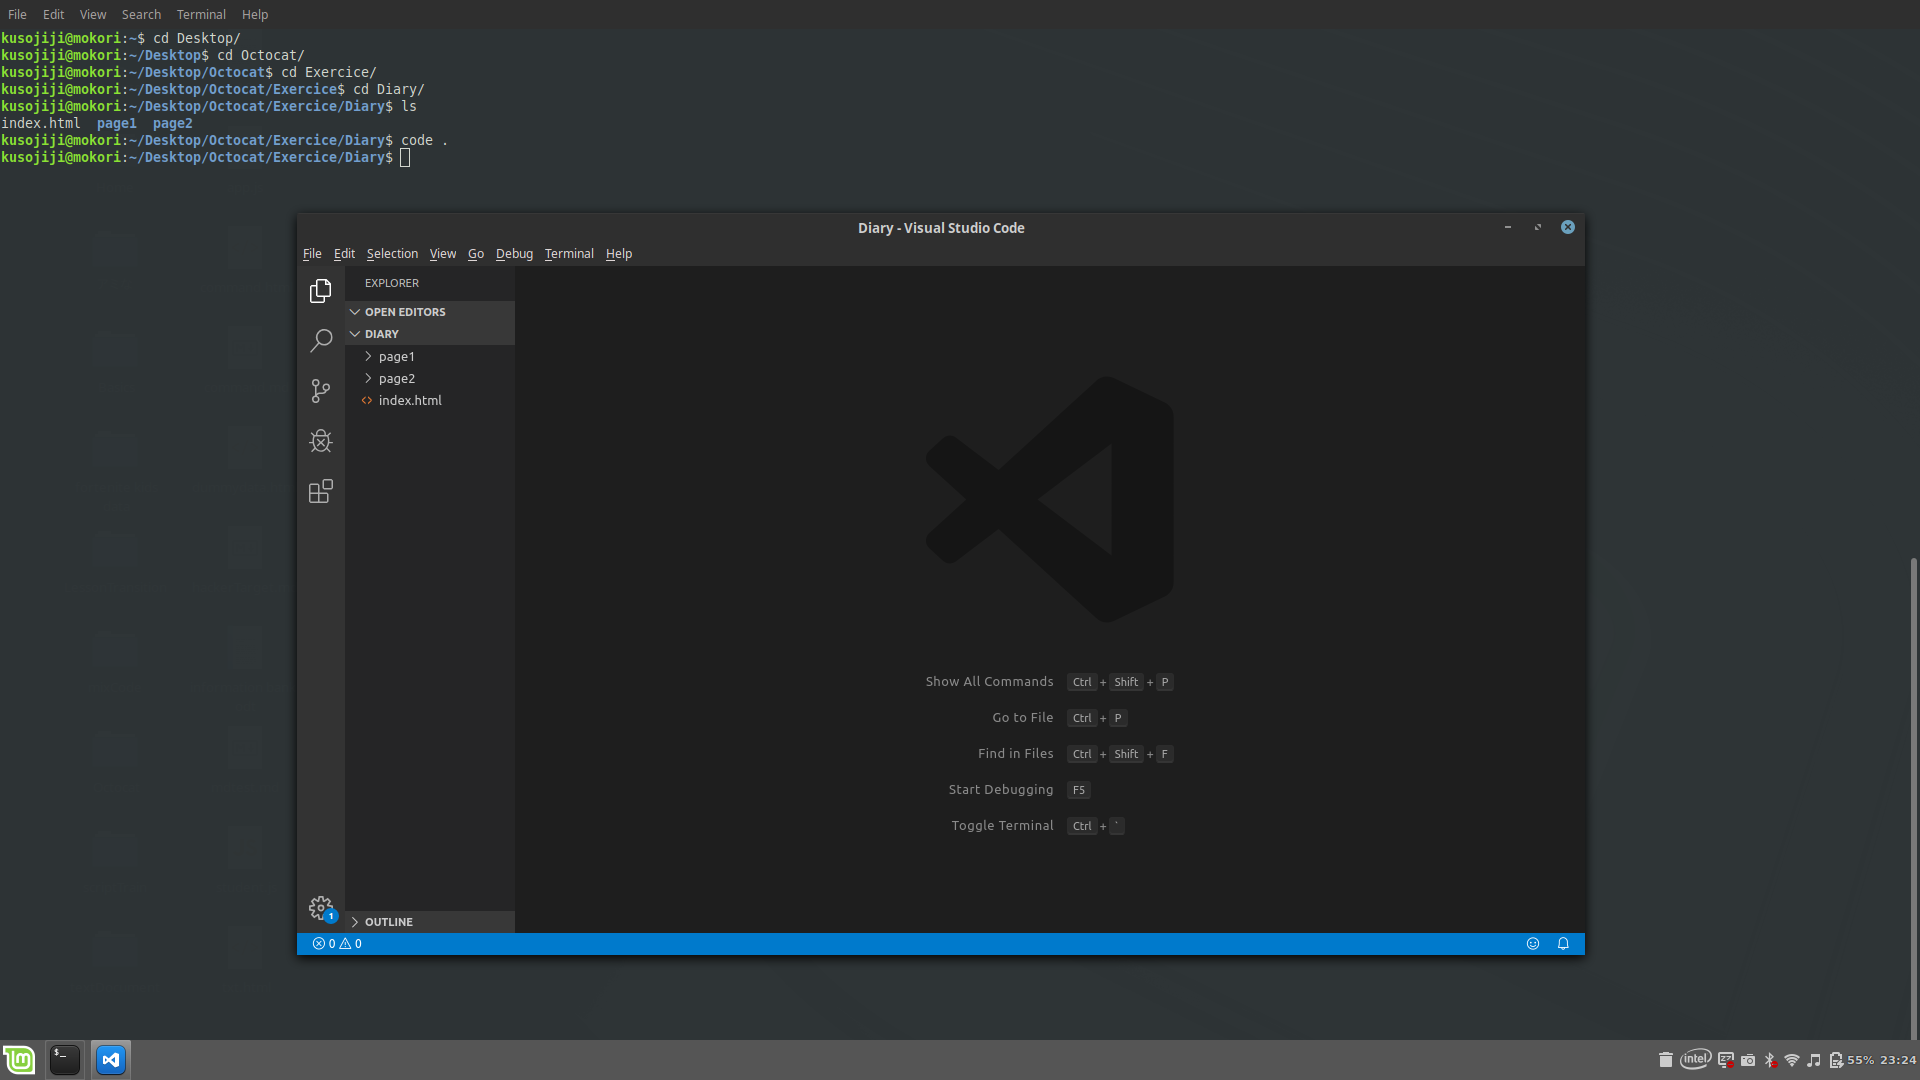 File Edit View Search Terminal Help
kusojiji@mokori:~$ cd Desktop/
kusojiji@mokori:~/Desktop$ cd Octocat/
kusojiji@mokori:~/Desktop/Octocat$ cd Exercice/
kusojiji@mokori:~/Desktop/Octocat/Exercice$ cd Diary/
kusojiji@mokori:~/Desktop/Octocat/Exercice/Diary$ ls
index.html page1 page2
kusojiji@mokori:~/Desktop/Octocat/Exercice/Diary$ code .
kusojiji@mokori:~/Desktop/Octocat/Exercice/Diary$
Diary - Visual Studio Code
File Edit Selection View Go Debug Terminal Help
EXPLORER
OPEN EDITORS
DIARY
page1
page2
index.html
Show All Commands Ctrl + Shift + P
Go to File Ctrl + P
Find in Files Ctrl + Shift + F
Start Debugging F5
Toggle Terminal Ctrl + `
1
OUTLINE
0 0
$_
intel
55% 23:24